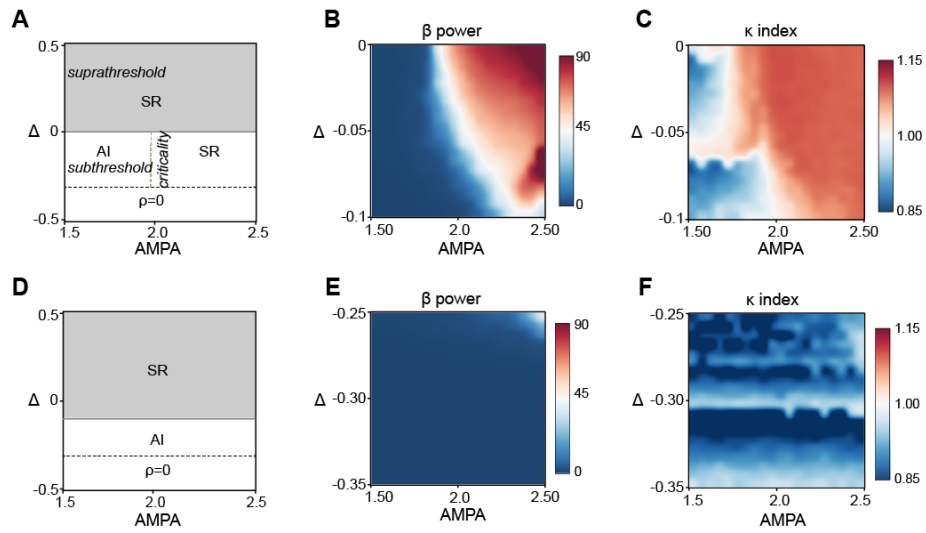 A
0.5
Δ
0
-0.5
suprathreshold
SR
AI
subthreshold
criticality
SR
ρ=0
1.5
2.0
2.5
AMPA
B
β power
0
Δ
-0.05
-0.1
1.50
2.0
2.50
AMPA
90
45
0
C
κ index
0
Δ
-0.05
-0.1
1.50
2.0
2.50
AMPA
1.15
1.00
0.85
D
0.5
Δ
0
-0.5
SR
AI
ρ=0
1.5
2.0
2.5
AMPA
E
β power
-0.25
Δ
-0.30
-0.35
1.50
2.0
2.50
AMPA
90
45
0
F
κ index
-0.25
Δ
-0.30
-0.35
1.50
2.0
2.50
AMPA
1.15
1.00
0.85